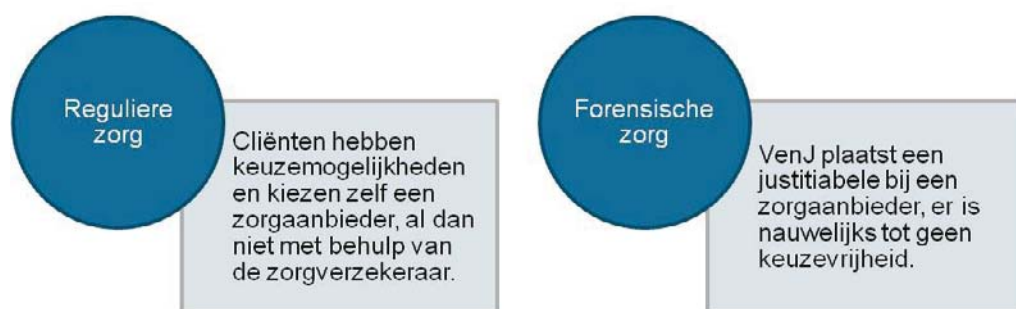 Reguliere
zorg
Cliënten hebben
keuzemogelijkheden
en kiezen zelf een
zorgaanbieder, al dan
niet met behulp van
de zorgverzekeraar.
Forensische
zorg
VenJ plaatst een
justitiabele bij een
zorgaanbieder, er is
nauwelijks tot geen
keuzevrijheid.